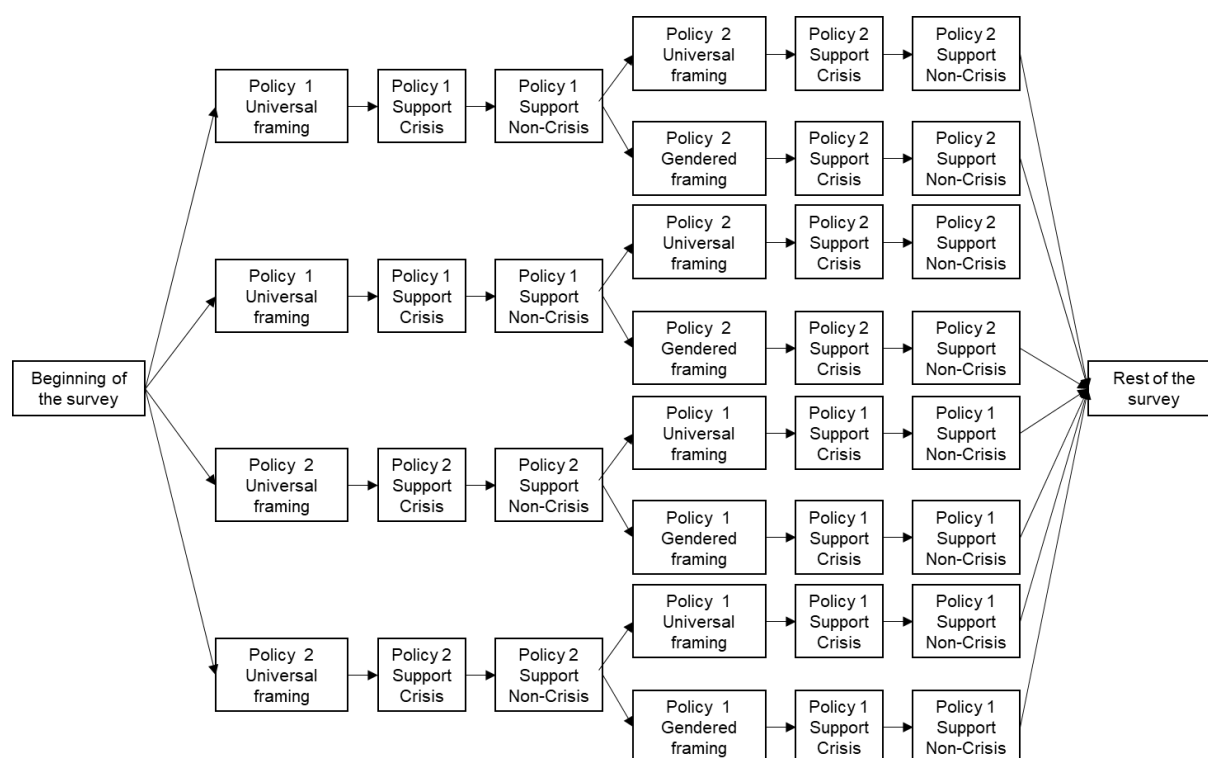 Beginning of
the survey
Policy 1
Universal
framing
Policy 1
Support
Crisis
Policy 1
Support
Non-Crisis
Policy 2
Universal
framing
Policy 2
Support
Crisis
Policy 2
Support
Non-Crisis
Policy 2
Gendered
framing
Policy 2
Support
Crisis
Policy 2
Support
Non-Crisis
Policy 1
Universal
framing
Policy 1
Support
Crisis
Policy 1
Support
Non-Crisis
Policy 2
Universal
framing
Policy 2
Support
Crisis
Policy 2
Support
Non-Crisis
Policy 2
Gendered
framing
Policy 2
Support
Crisis
Policy 2
Support
Non-Crisis
Policy 2
Universal
framing
Policy 2
Support
Crisis
Policy 2
Support
Non-Crisis
Policy 1
Universal
framing
Policy 1
Support
Crisis
Policy 1
Support
Non-Crisis
Policy 1
Gendered
framing
Policy 1
Support
Crisis
Policy 1
Support
Non-Crisis
Policy 2
Universal
framing
Policy 2
Support
Crisis
Policy 2
Support
Non-Crisis
Policy 1
Universal
framing
Policy 1
Support
Crisis
Policy 1
Support
Non-Crisis
Policy 1
Gendered
framing
Policy 1
Support
Crisis
Policy 1
Support
Non-Crisis
Rest of the
survey